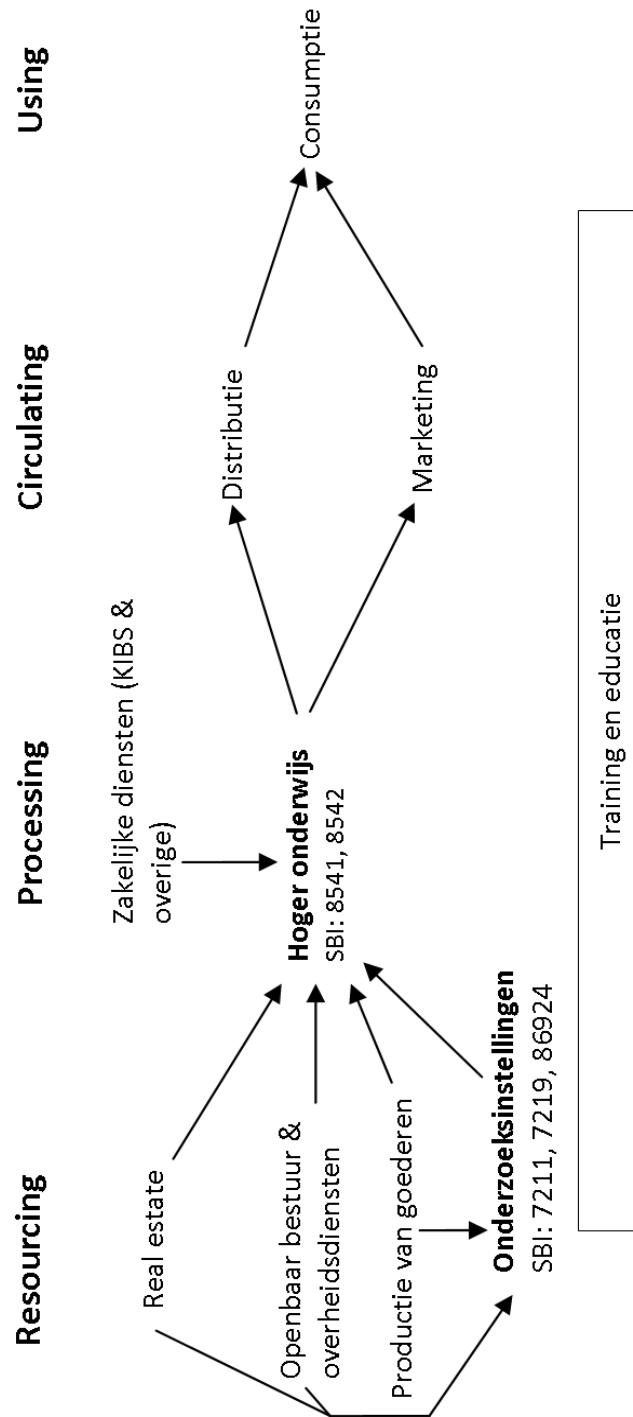 Resourcing
Processing
Circulating
Using
Real estate
Openbaar bestuur &
overheidsdiensten
Productie van goederen
Onderzoeksinstellingen
SBI: 7211, 7219, 86924
Zakelijke diensten (KIBS &
overige)
Hoger onderwijs
SBI: 8541, 8542
Distributie
Marketing
Consumptie
Training en educatie